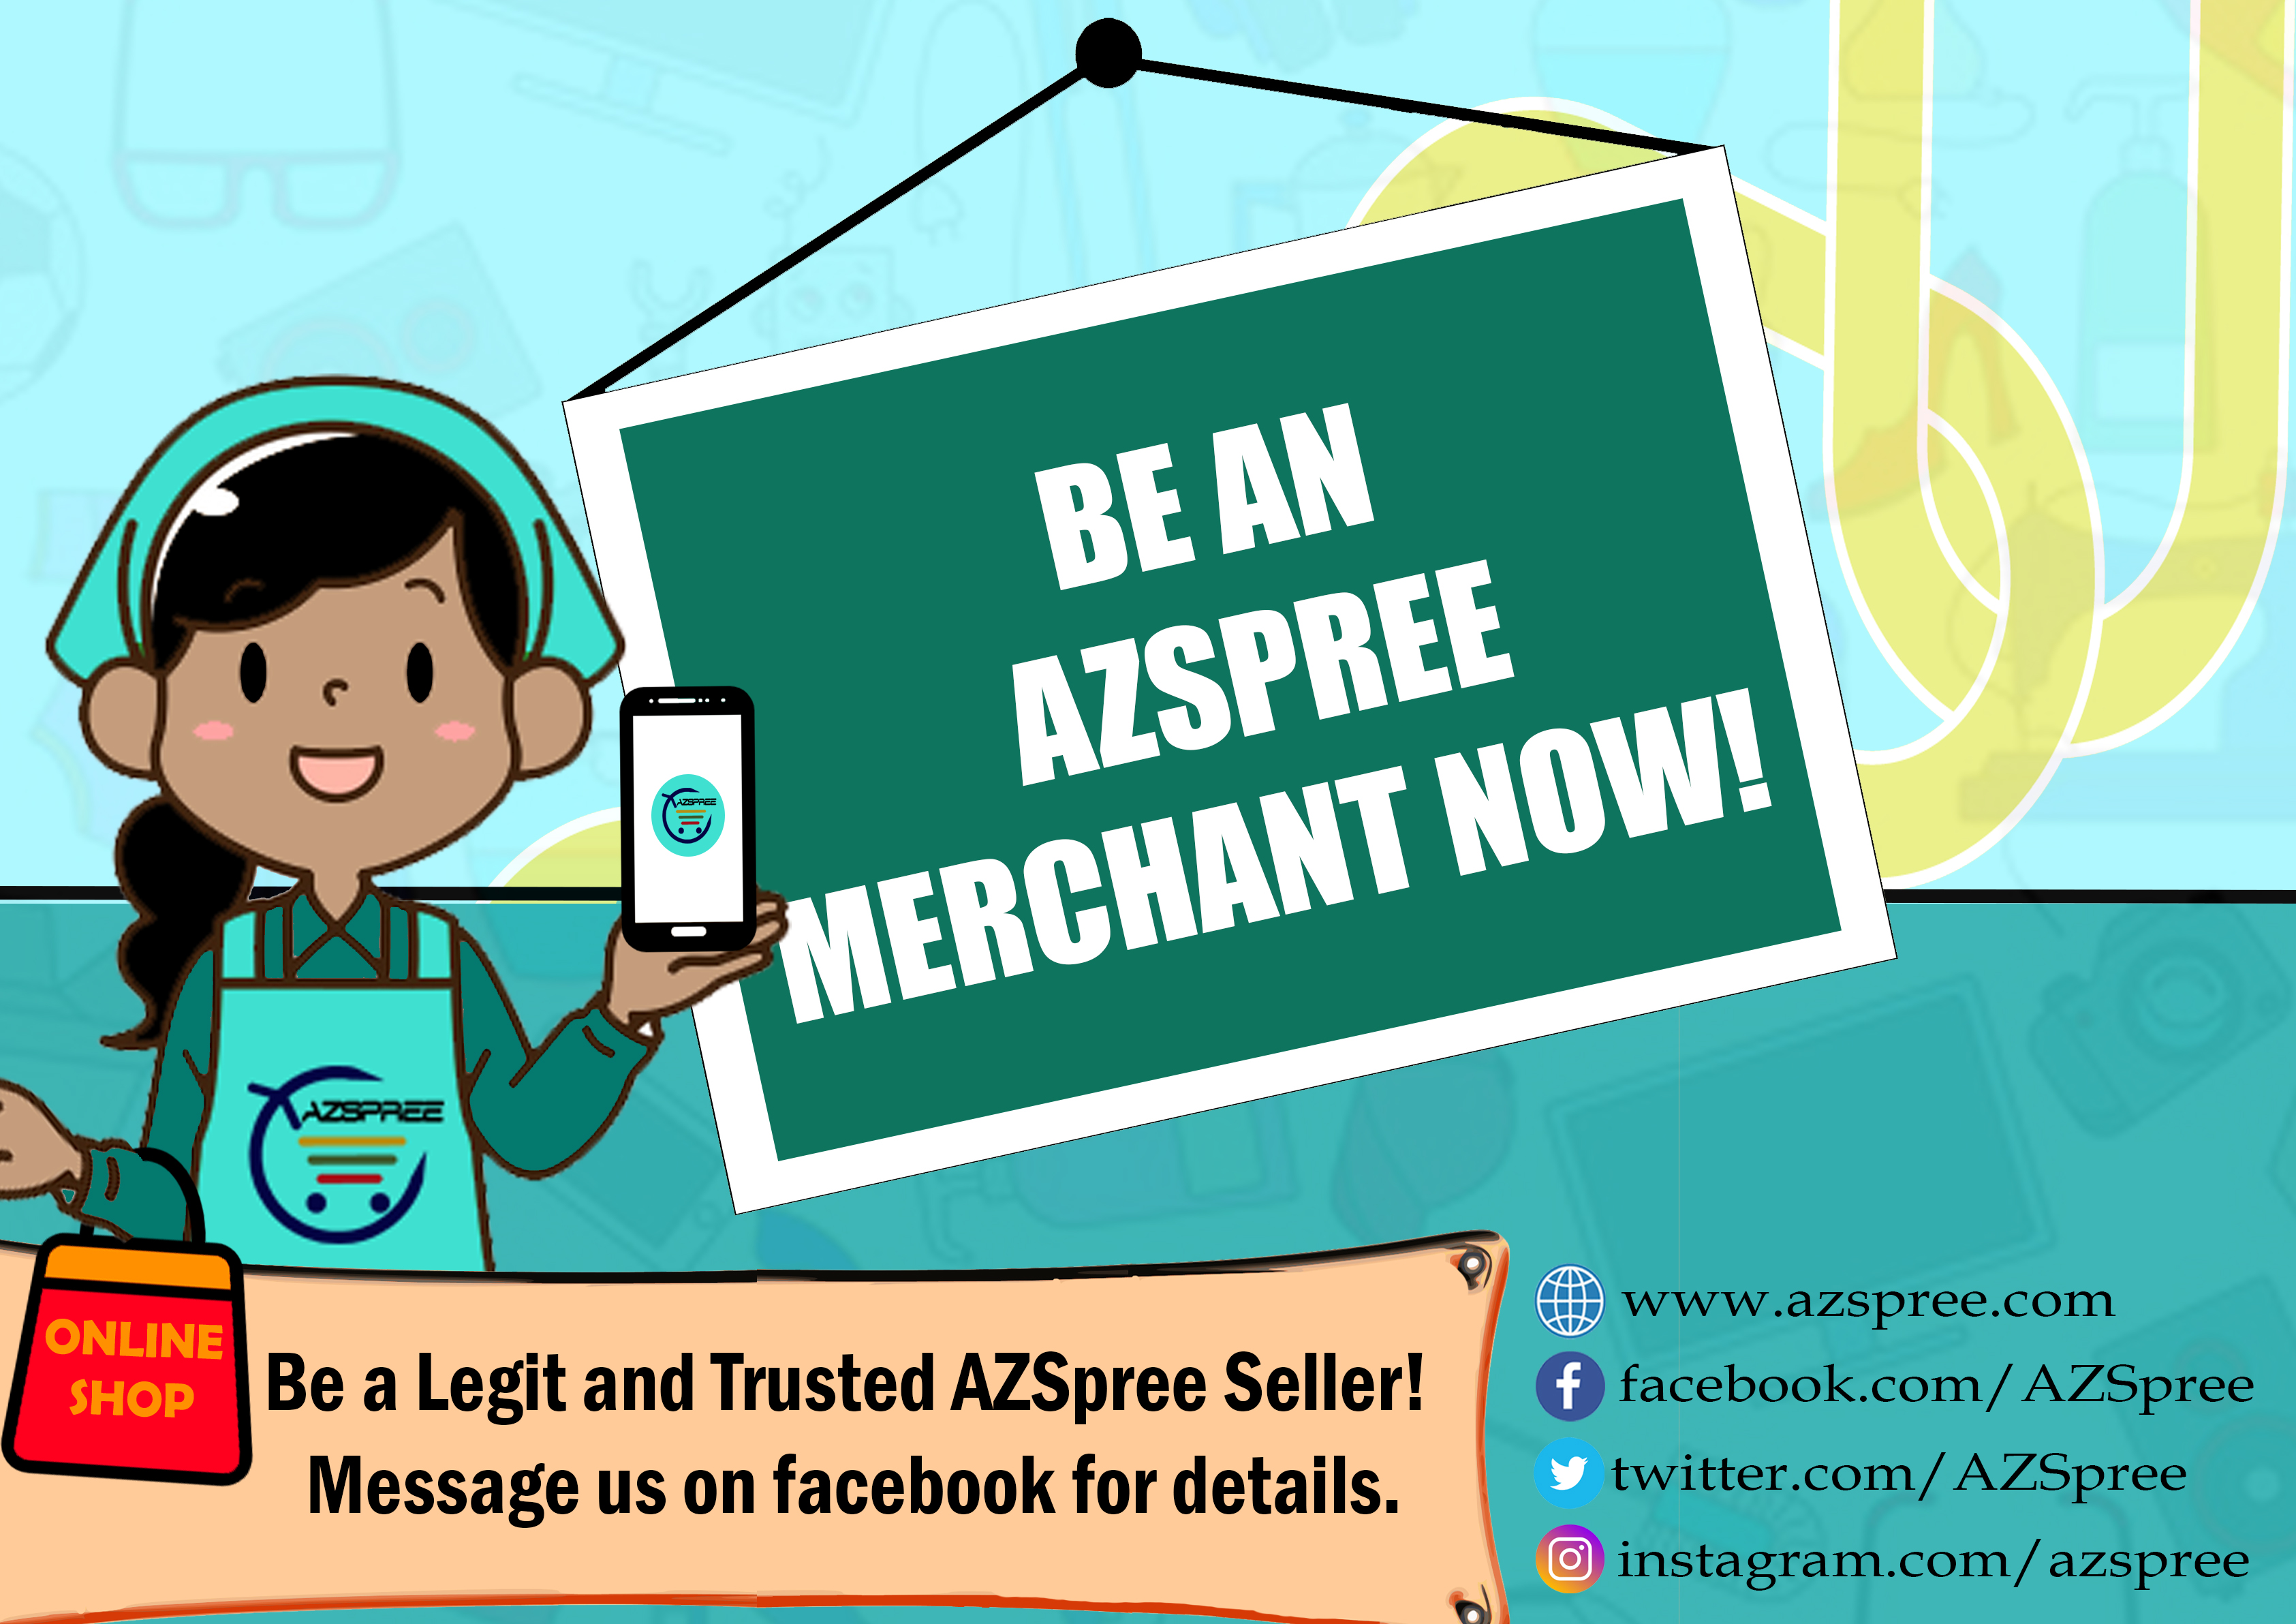 BE AN
AZSPREE
MERCHANT NOW!
AZSPREE
AZSPREE
ONLINE
SHOP
Be a Legit and Trusted AZSpree Seller!
Message us on facebook for details.
www.azspree.com
facebook.com/AZSpree
twitter.com/AZSpree
instagram.com/azspree